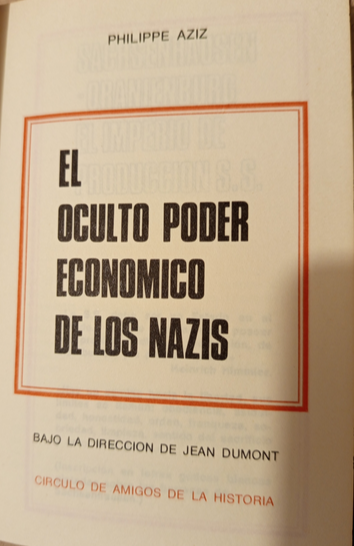 PHILIPPE AZIZ
EL
OCULTO PODER
ECONOMICO
DE LOS NAZIS
BAJO LA DIRECCION DE JEAN DUMONT
CIRCULO DE AMIGOS DE LA HISTORIA